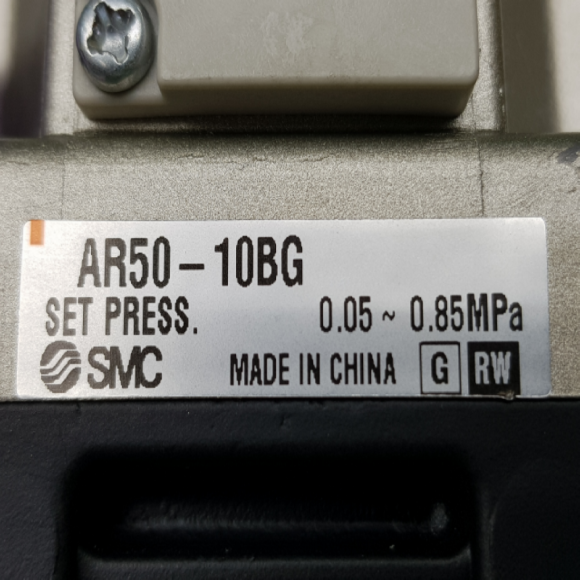 AR50-10BG
SET PRESS. 0.05 ~ 0.85MPa
SMC MADE IN CHINA G RW